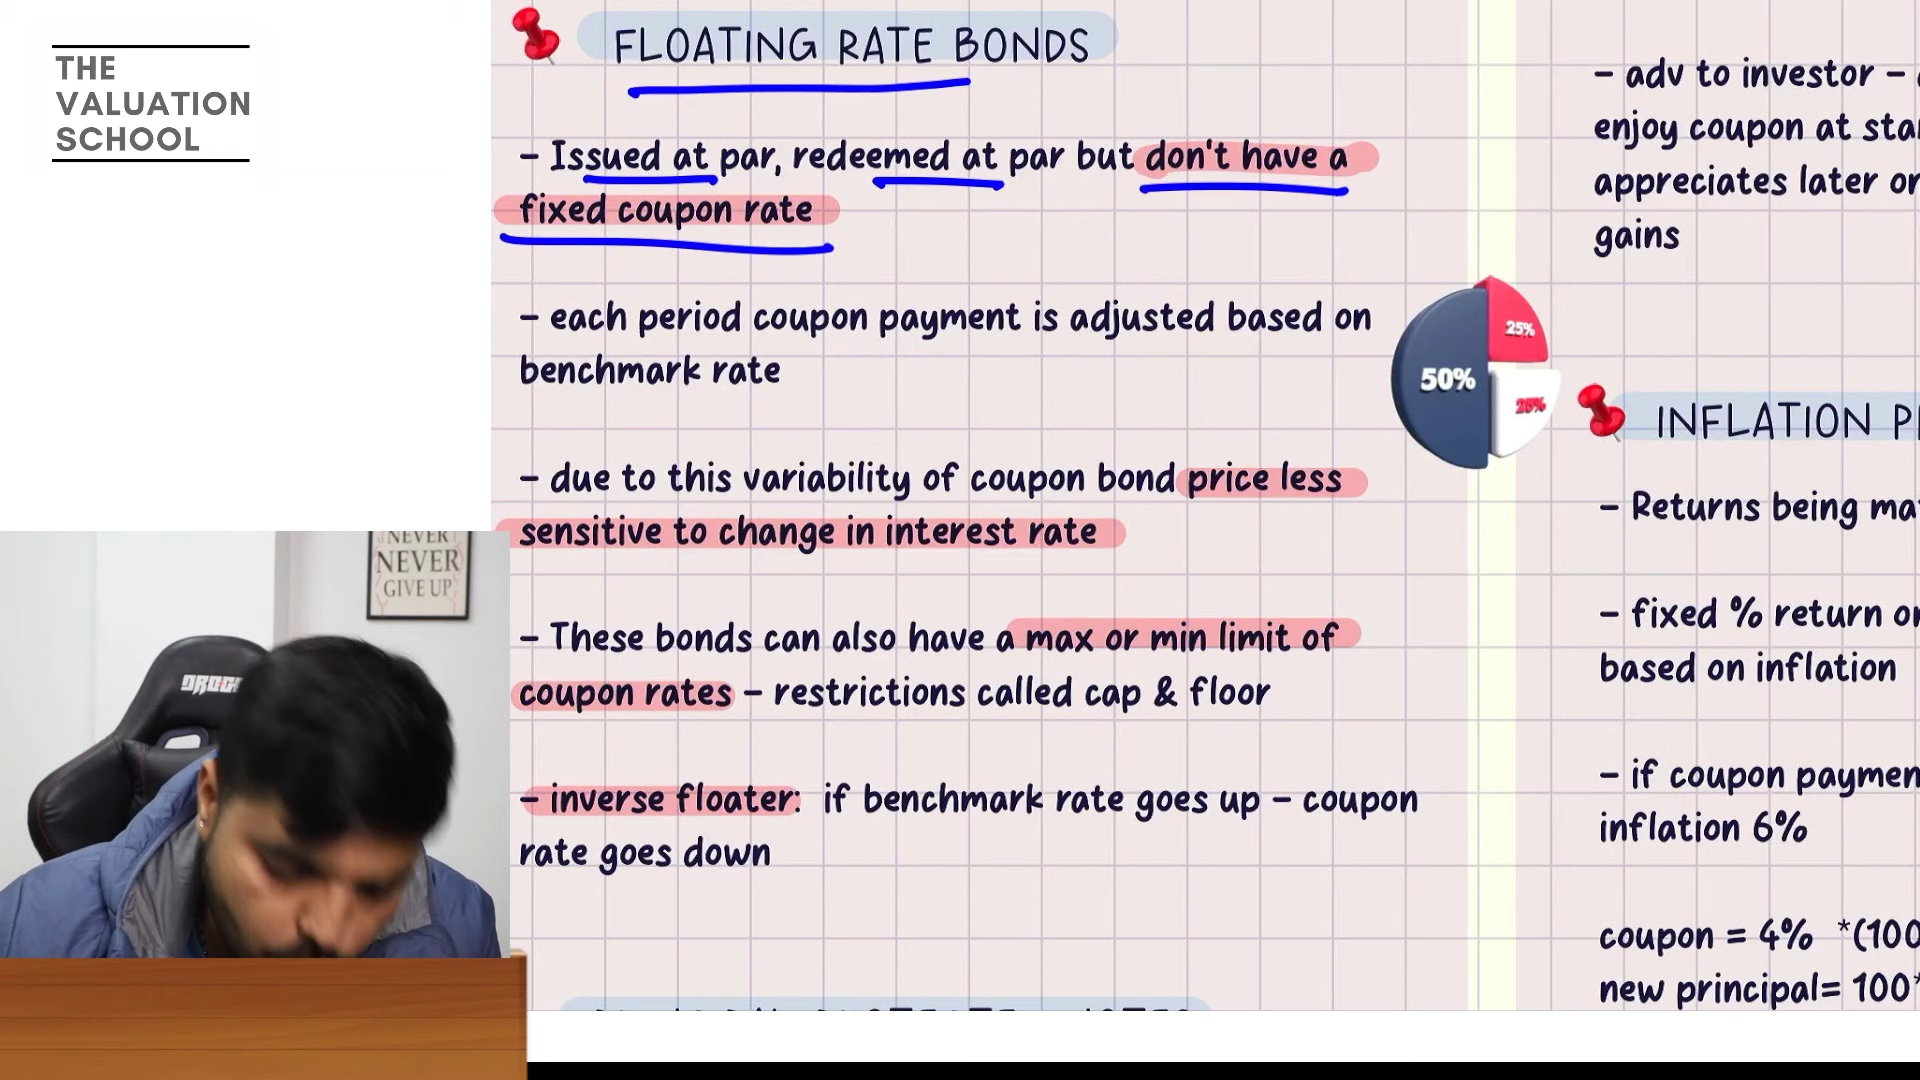 THE
VALUATION
SCHOOL
FLOATING RATE BONDS
– Issued at par, redeemed at par but don't have a
fixed coupon rate
– each period coupon payment is adjusted based on
benchmark rate
– due to this variability of coupon bond price less
sensitive to change in interest rate
– These bonds can also have a max or min limit of
coupon rates – restrictions called cap & floor
– inverse floater: if benchmark rate goes up – coupon
rate goes down
50%
25%
– adv to investor –
enjoy coupon at
appreciates later
gains
INFLATION
– Returns being
– fixed % return
based on inflation
– if coupon
inflation 6%
coupon = 4% *(100
new principal= 100*
NEVER
NEVER
GIVE UP